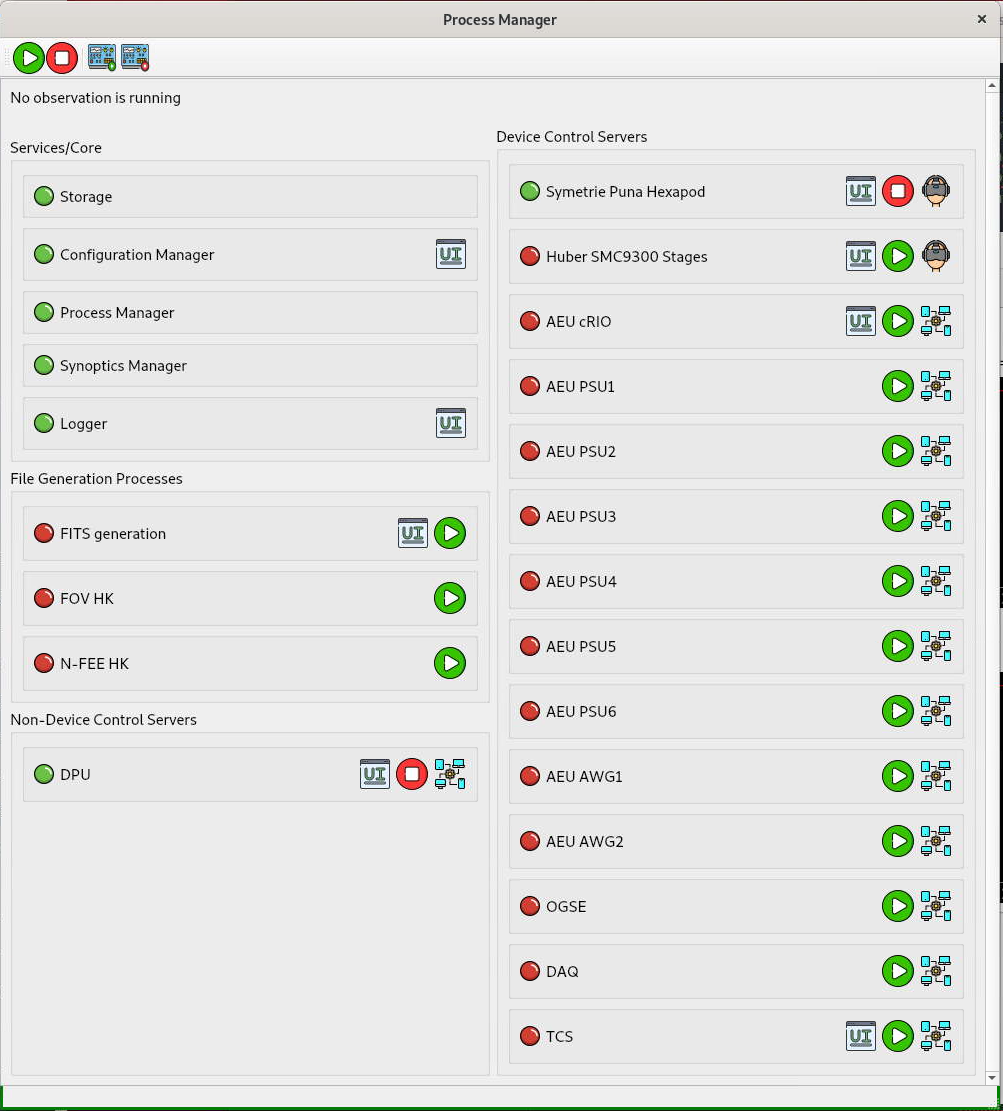 Process Manager
No observation is running
Services/Core
Storage
Configuration Manager
UI
Process Manager
Synoptics Manager
Logger
UI
File Generation Processes
FITS generation
UI
FOV HK
N-FEE HK
Non-Device Control Servers
DPU
UI
Device Control Servers
Symetrie Puna Hexapod
UI
Huber SMC9300 Stages
UI
AEU cRIO
UI
AEU PSU1
AEU PSU2
AEU PSU3
AEU PSU4
AEU PSU5
AEU PSU6
AEU AWG1
AEU AWG2
OGSE
DAQ
TCS
UI